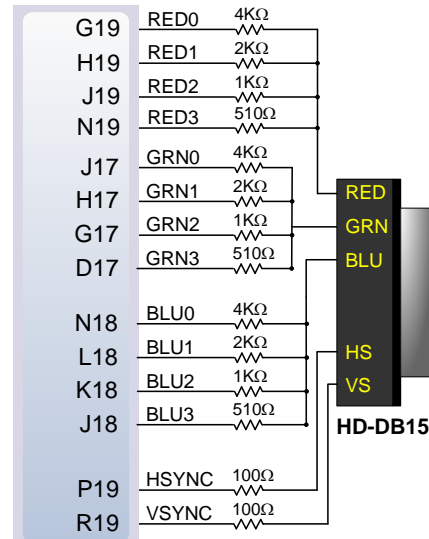 G19 RED0 4KΩ
H19 RED1 2KΩ
J19 RED2 1KΩ
N19 RED3 510Ω
J17 GRN0 4KΩ
H17 GRN1 2KΩ
G17 GRN2 1KΩ
D17 GRN3 510Ω
N18 BLU0 4KΩ
L18 BLU1 2KΩ
K18 BLU2 1KΩ
J18 BLU3 510Ω
P19 HSYNC 100Ω
R19 VSYNC 100Ω
RED
GRN
BLU
HS
VS
HD-DB15